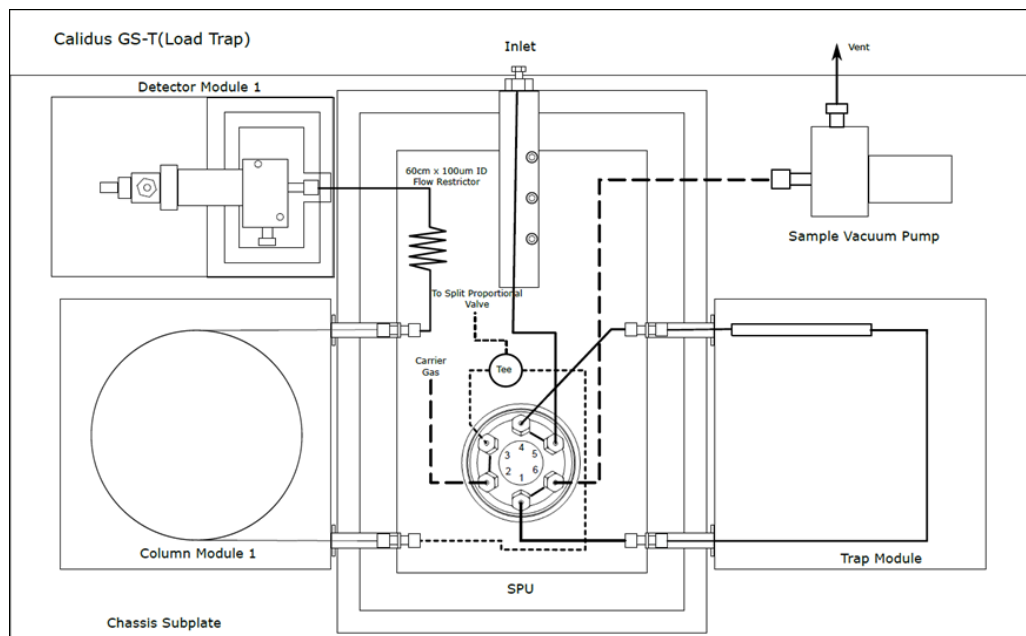 Calidus GS-T(Load Trap)
Inlet
Vent
Detector Module 1
60cm x 100um ID
Flow Restrictor
Sample Vacuum Pump
To Split Proportional
Valve
Carrier
Gas
Tee
4
3
5
2
6
1
Column Module 1
Trap Module
SPU
Chassis Subplate